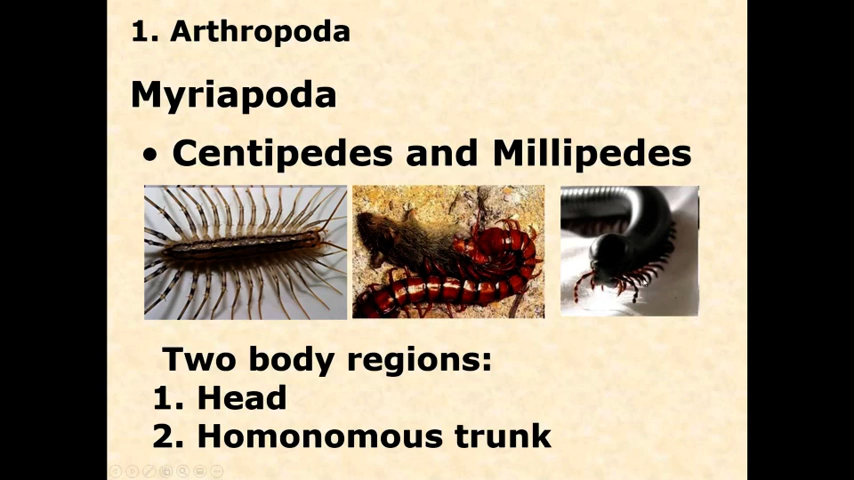 1. Arthropoda
Myriapoda
• Centipedes and Millipedes
Two body regions:
1. Head
2. Homonomous trunk